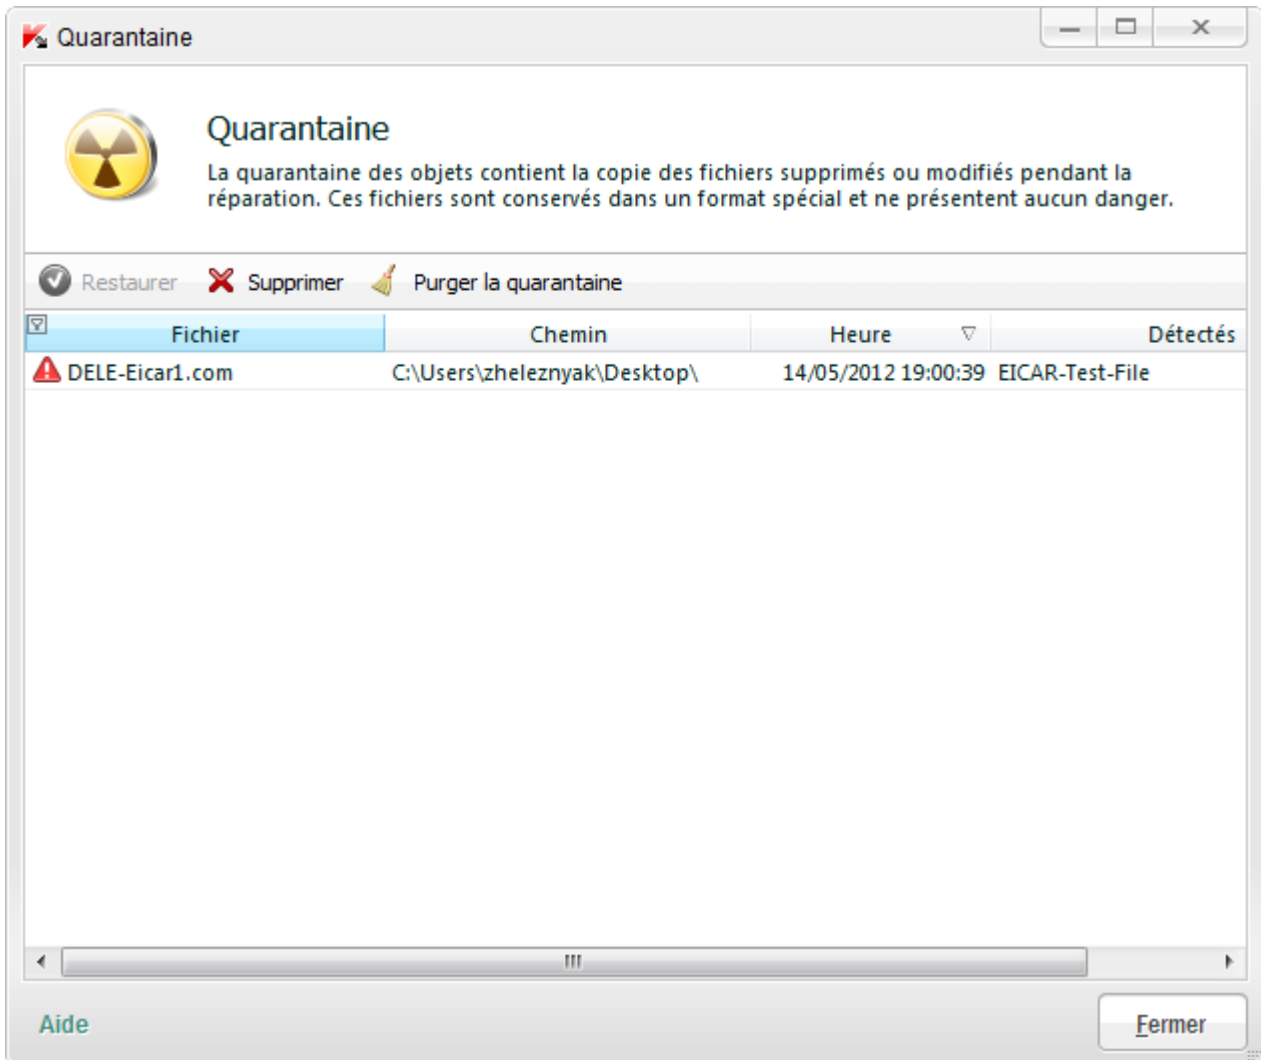 Quarantaine
Quarantaine
La quarantaine des objets contient la copie des fichiers supprimés ou modifiés pendant la
réparation. Ces fichiers sont conservés dans un format spécial et ne présentent aucun danger.
Restaurer Supprimer Purger la quarantaine
Fichier Chemin Heure Détectés
DELE-Eicar1.com C:\Users\zheleznyak\Desktop\ 14/05/2012 19:00:39 EICAR-Test-File
Aide Fermer